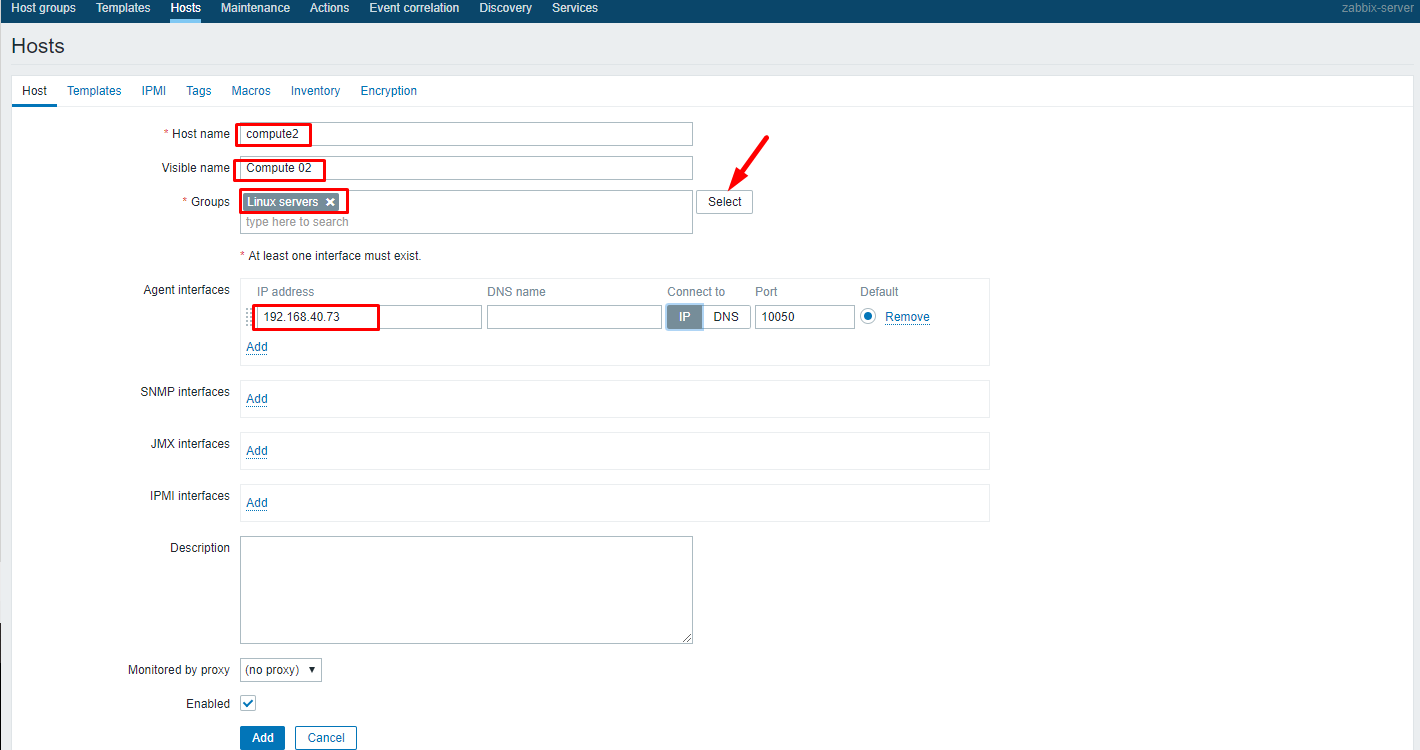 Host groups Templates Hosts Maintenance Actions Event correlation Discovery Services zabbix-server
Hosts
Host Templates IPMI Tags Macros Inventory Encryption
* Host name compute2
Visible name Compute 02
* Groups Linux servers × Select
type here to search
* At least one interface must exist.
Agent interfaces IP address DNS name Connect to Port Default
192.168.40.73 IP DNS 10050 Remove
Add
SNMP interfaces Add
JMX interfaces Add
IPMI interfaces Add
Description
Monitored by proxy (no proxy)
Enabled
Add Cancel